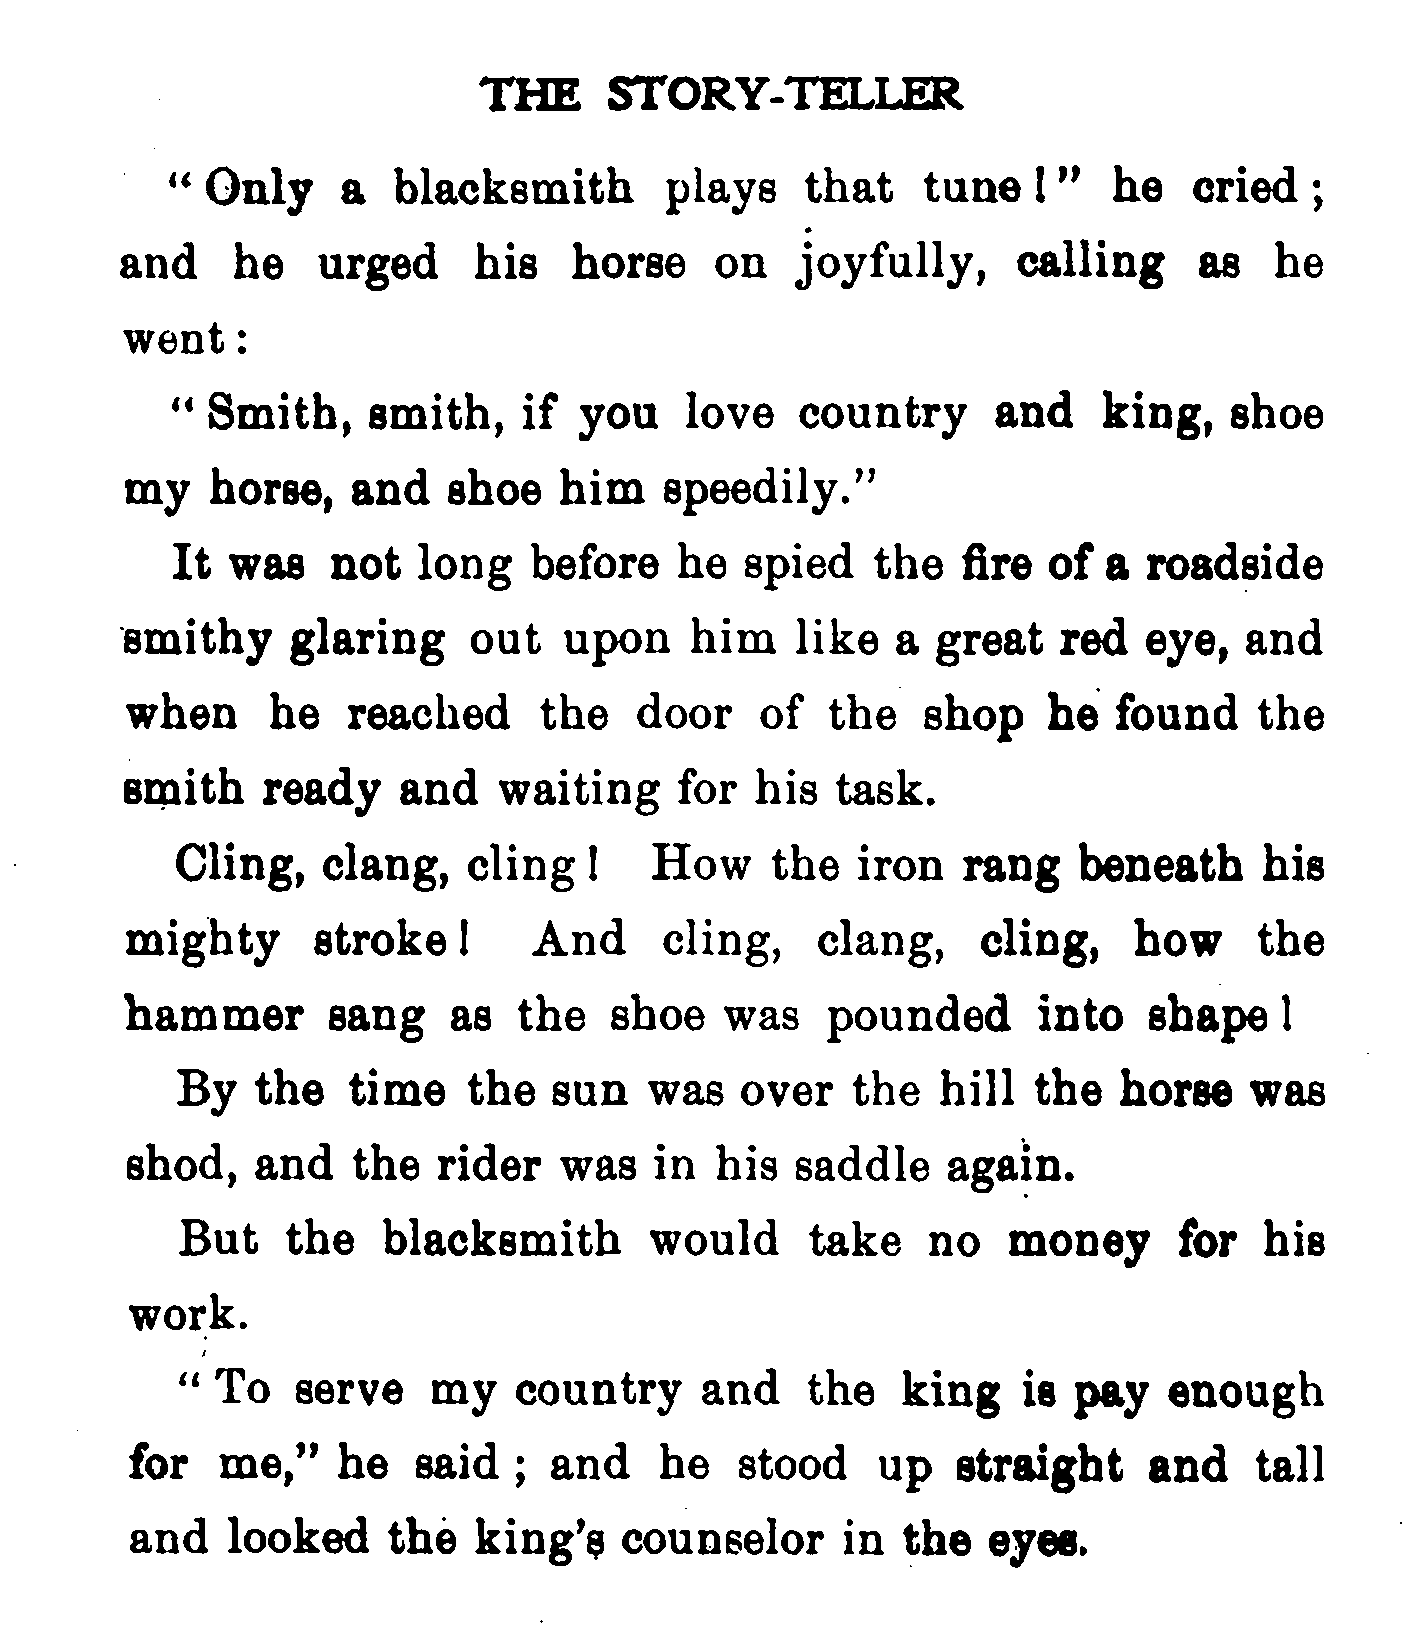 THE STORY-TELLER
“Only a blacksmith plays that tune!” he cried;
and he urged his horse on joyfully, calling as he
went:
“Smith, smith, if you love country and king, shoe
my horse, and shoe him speedily.”
It was not long before he spied the fire of a roadside
smithy glaring out upon him like a great red eye, and
when he reached the door of the shop he found the
smith ready and waiting for his task.
Cling, clang, cling! How the iron rang beneath his
mighty stroke! And cling, clang, cling, how the
hammer sang as the shoe was pounded into shape!
By the time the sun was over the hill the horse was
shod, and the rider was in his saddle again.
But the blacksmith would take no money for his
work.
“To serve my country and the king is pay enough
for me,” he said; and he stood up straight and tall
and looked the king’s counselor in the eyes.